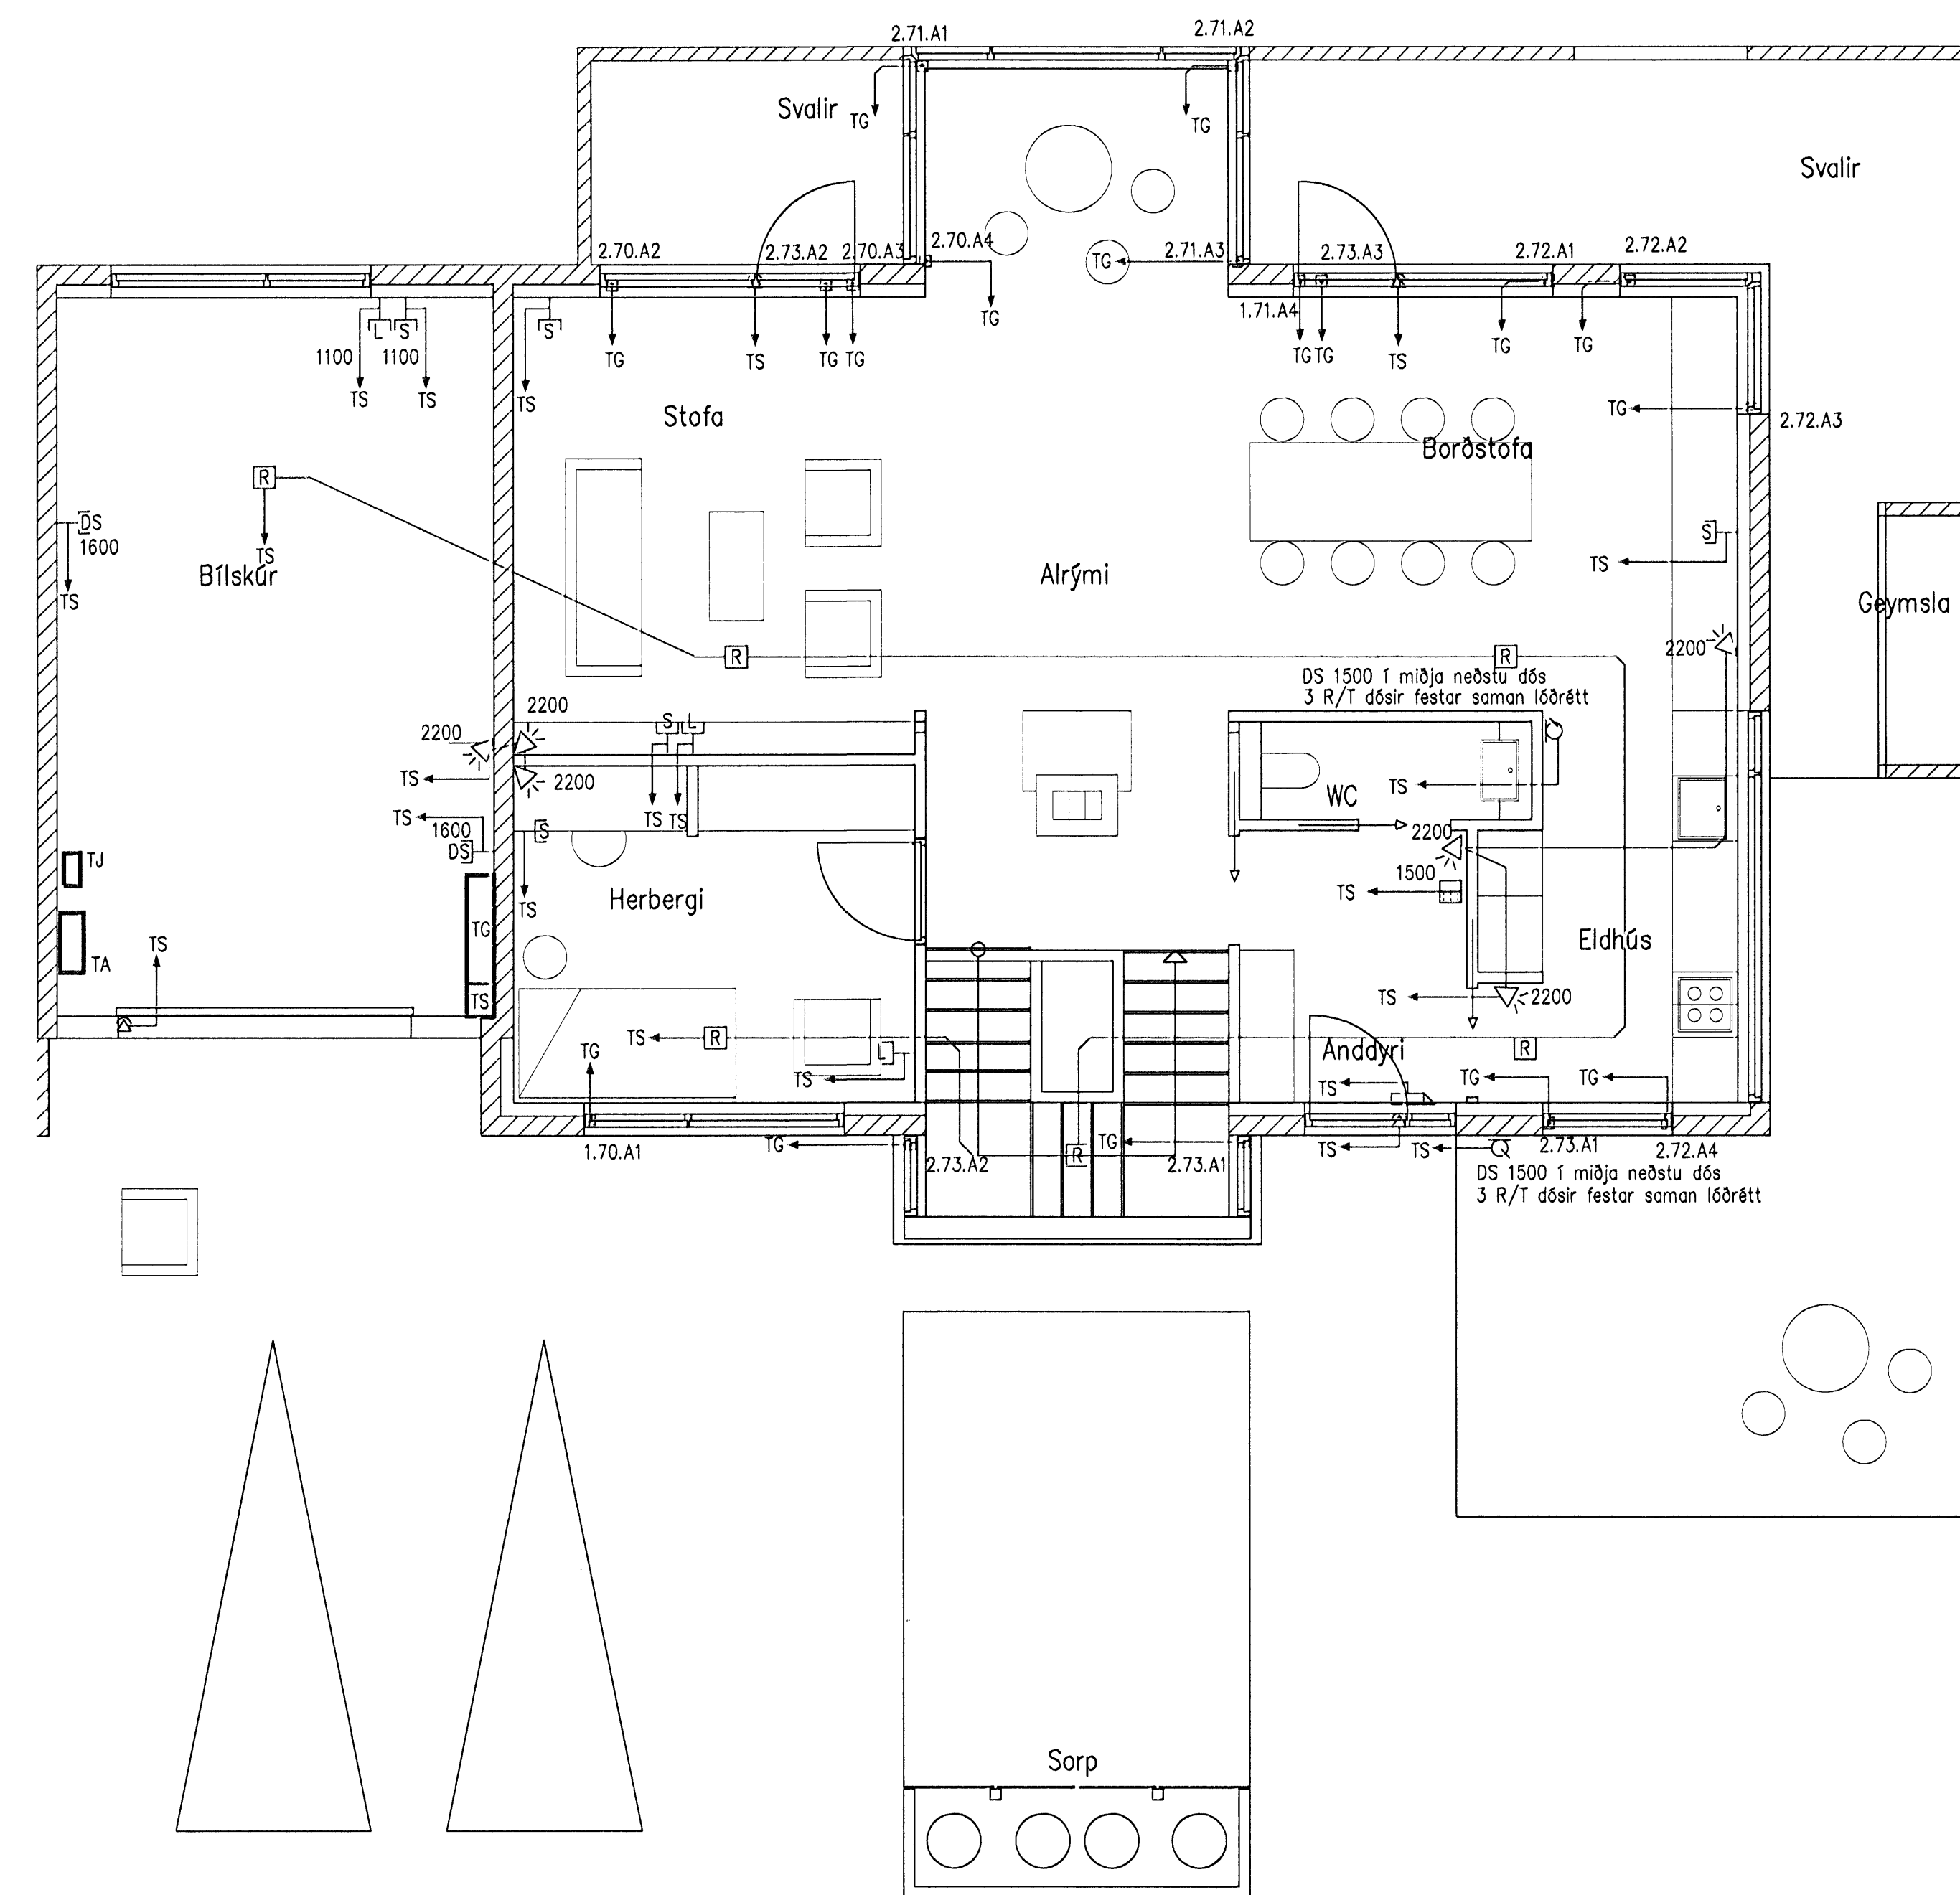 2.71.A1
2.71.A2
Svalir
TG
TG
Svalir
2.70.A2
2.73.A2
2.70.A3
2.70.A4
TG
2.71.A3
2.73.A3
2.72.A1
2.72.A2
1.71.A4
L
S
S
TG
1100
1100
TG
TS
TG
TG
TG
TG
TS
TG
TG
TS
TS
TS
TG
2.72.A3
Stofa
Borðstofa
R
DS
1600
TS
S
TS
Bílskúr
Alrými
TS
Geymsla
2200
R
R
DS 1500 í miðja neðstu dós
3 R/T dósir festar saman lóðrétt
2200
S
L
2200
TS
2200
TS
WC
TS
TS
TS
1600
S
2200
DS
TJ
1500
TS
Herbergi
TS
TG
Eldhús
TS
TA
TS
TS
2200
TS
R
L
R
Anddyri
TG
TS
TS
TG
TG
1.70.A1
TG
2.73.A2
R
TG
2.73.A1
TS
TS
2.73.A1
2.72.A4
DS 1500 í miðja neðstu dós
3 R/T dósir festar saman lóðrétt
Sorp